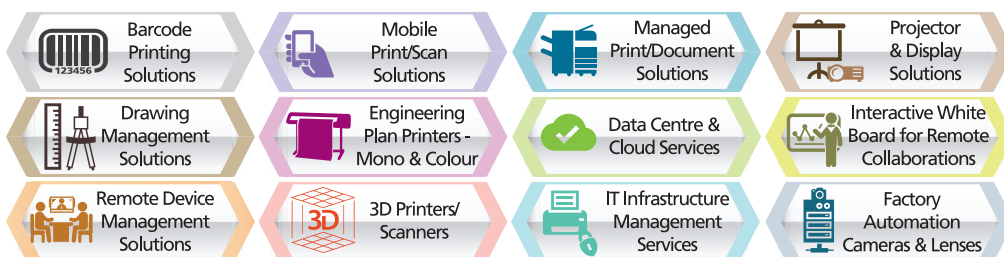 123456
Barcode
Printing
Solutions
Mobile
Print/Scan
Solutions
Managed
Print/Document
Solutions
Projector
& Display
Solutions
Drawing
Management
Solutions
Engineering
Plan Printers -
Mono & Colour
Data Centre &
Cloud Services
Interactive White
Board for Remote
Collaborations
Remote Device
Management
Solutions
3D
3D Printers/
Scanners
IT Infrastructure
Management
Services
Factory
Automation
Cameras & Lenses